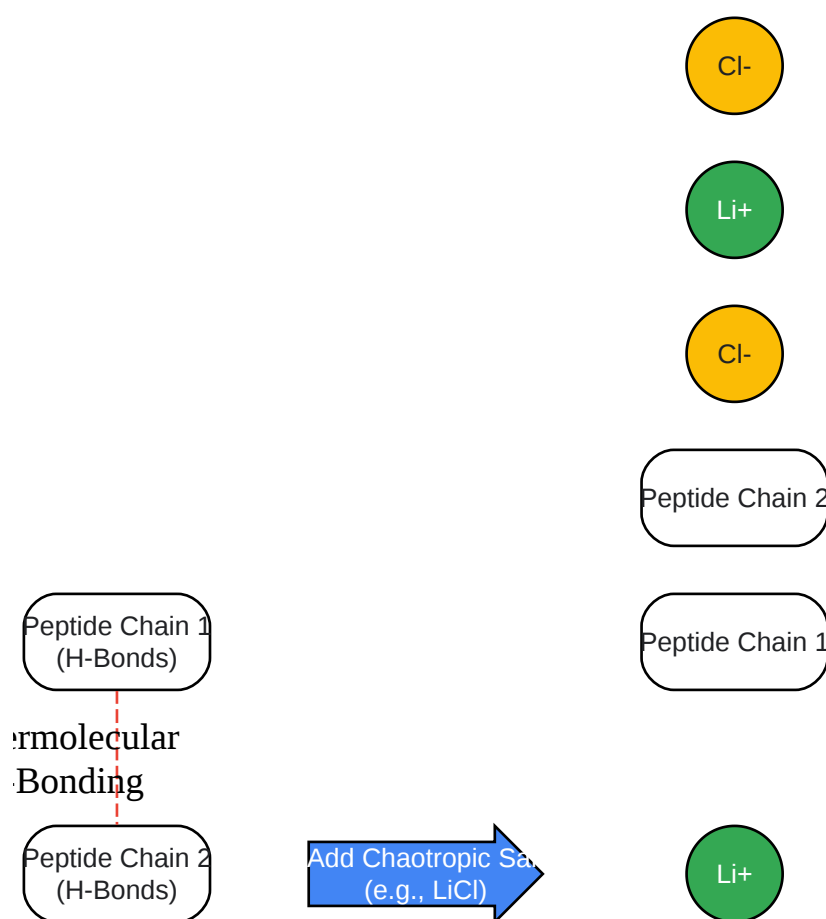 Cl-
Li+
Cl-
Peptide Chain 2
Peptide Chain 1
(H-Bonds)
Peptide Chain 1
ermolecular
-Bonding
Peptide Chain 2
(H-Bonds)
Add Chaotropic Sa
(e.g., LiCl)
Li+